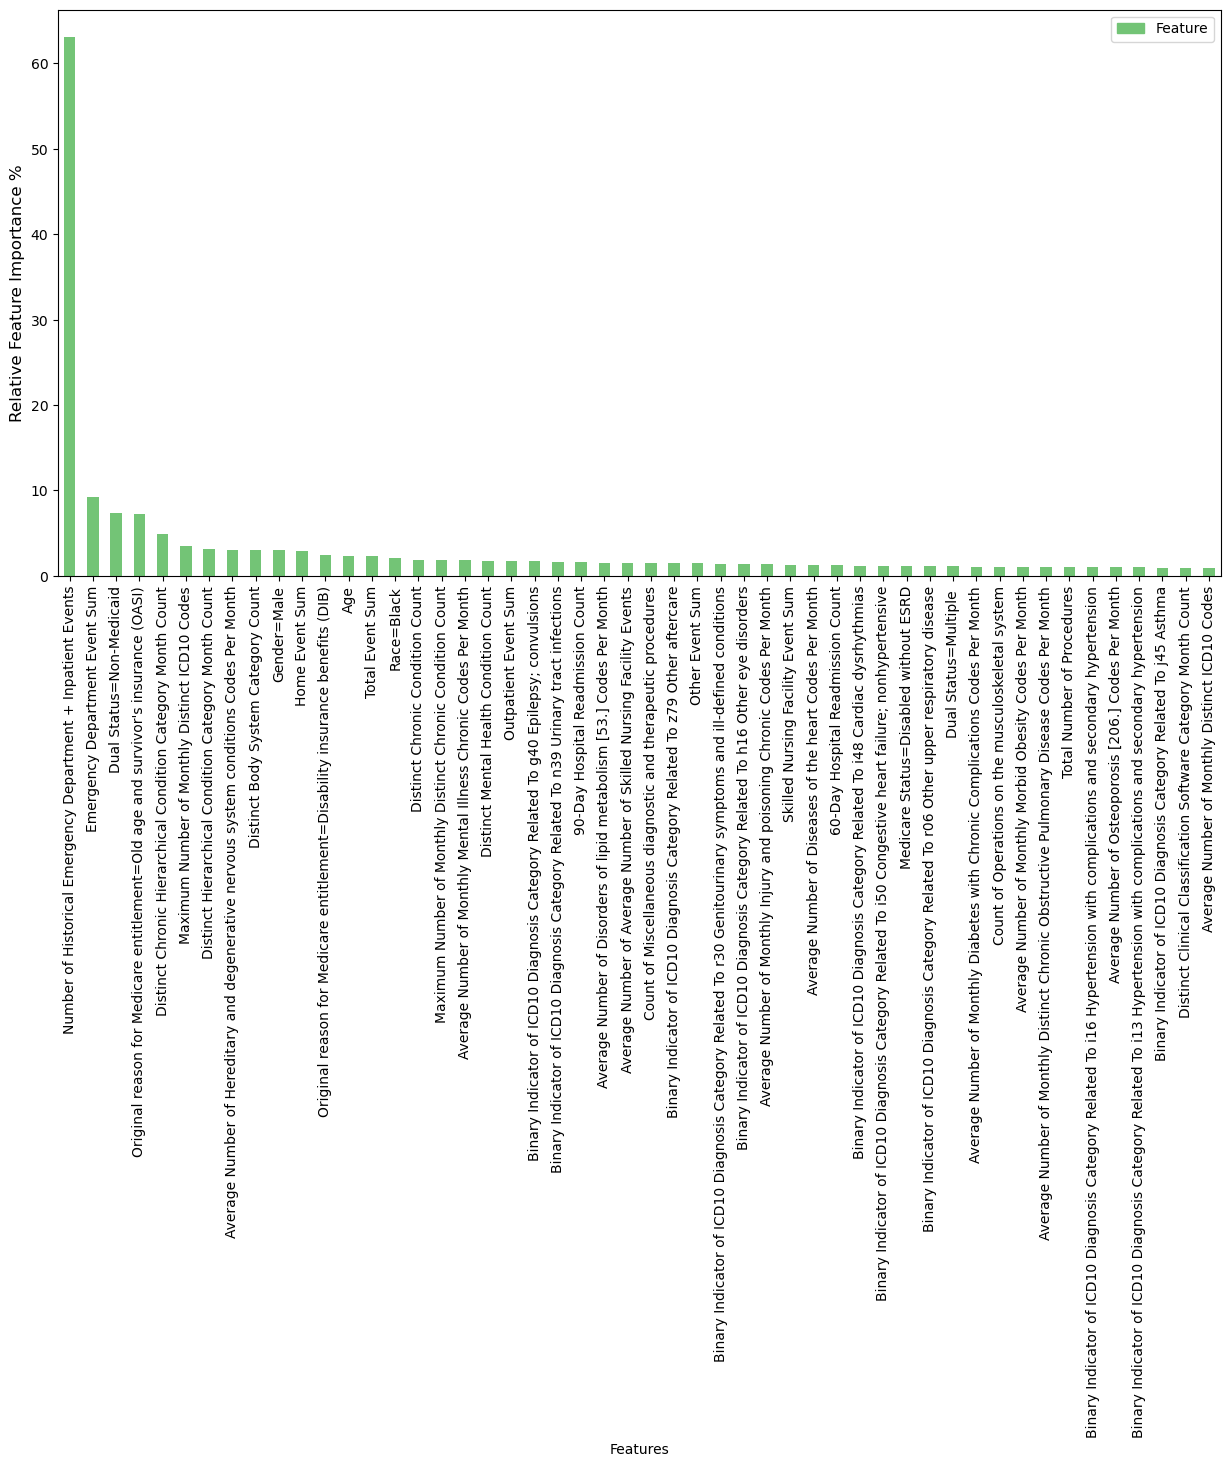 Feature
Relative Feature Importance %
60
50
40
30
20
10
0
Number of Historical Emergency Department + Inpatient Events
Emergency Department Event Sum
Dual Status=Non-Medicaid
Original reason for Medicare entitlement=Old age and survivor's insurance (OASI)
Distinct Chronic Hierarchical Condition Category Month Count
Maximum Number of Monthly Distinct ICD10 Codes
Distinct Hierarchical Condition Category Month Count
Average Number of Hereditary and degenerative nervous system conditions Codes Per Month
Distinct Body System Category Count
Gender=Male
Home Event Sum
Original reason for Medicare entitlement=Disability insurance benefits (DIB)
Age
Total Event Sum
Race=Black
Distinct Chronic Condition Count
Maximum Number of Monthly Distinct Chronic Condition Count
Average Number of Monthly Mental Illness Chronic Codes Per Month
Distinct Mental Health Condition Count
Outpatient Event Sum
Binary Indicator of ICD10 Diagnosis Category Related To g40 Epilepsy; convulsions
Binary Indicator of ICD10 Diagnosis Category Related To n39 Urinary tract infections
90-Day Hospital Readmission Count
Average Number of Disorders of lipid metabolism [53.] Codes Per Month
Average Number of Average Number of Skilled Nursing Facility Events
Count of Miscellaneous diagnostic and therapeutic procedures
Binary Indicator of ICD10 Diagnosis Category Related To z79 Other aftercare
Other Event Sum
Binary Indicator of ICD10 Diagnosis Category Related To r30 Genitourinary symptoms and ill-defined conditions
Binary Indicator of ICD10 Diagnosis Category Related To h16 Other eye disorders
Average Number of Monthly Injury and poisoning Chronic Codes Per Month
Skilled Nursing Facility Event Sum
Average Number of Diseases of the heart Codes Per Month
60-Day Hospital Readmission Count
Binary Indicator of ICD10 Diagnosis Category Related To i48 Cardiac dysrhythmias
Binary Indicator of ICD10 Diagnosis Category Related To i50 Congestive heart failure; nonhypertensive
Medicare Status=Disabled without ESRD
Binary Indicator of ICD10 Diagnosis Category Related To r06 Other upper respiratory disease
Dual Status=Multiple
Average Number of Monthly Diabetes with Chronic Complications Codes Per Month
Count of Operations on the musculoskeletal system
Average Number of Monthly Morbid Obesity Codes Per Month
Average Number of Monthly Distinct Chronic Obstructive Pulmonary Disease Codes Per Month
Total Number of Procedures
Binary Indicator of ICD10 Diagnosis Category Related To i16 Hypertension with complications and secondary hypertension
Average Number of Osteoporosis [206.] Codes Per Month
Binary Indicator of ICD10 Diagnosis Category Related To i13 Hypertension with complications and secondary hypertension
Binary Indicator of ICD10 Diagnosis Category Related To j45 Asthma
Distinct Clinical Classification Software Category Month Count
Average Number of Monthly Distinct ICD10 Codes
Features